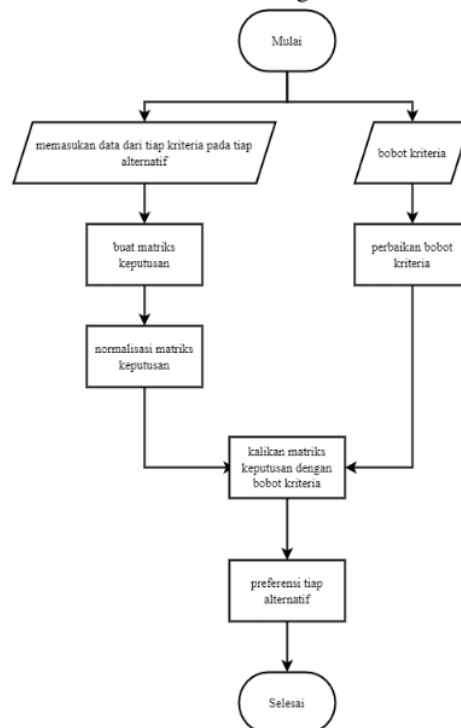 Mulai
memasukan data dari tiap kriteria pada tiap
alternatif
bobot kriteria
buat matriks
keputusan
perbaikan bobot
kriteria
normalisasi matriks
keputusan
kalikan matriks
keputusan dengan
bobot kriteria
preferensi tiap
alternatif
Selesai